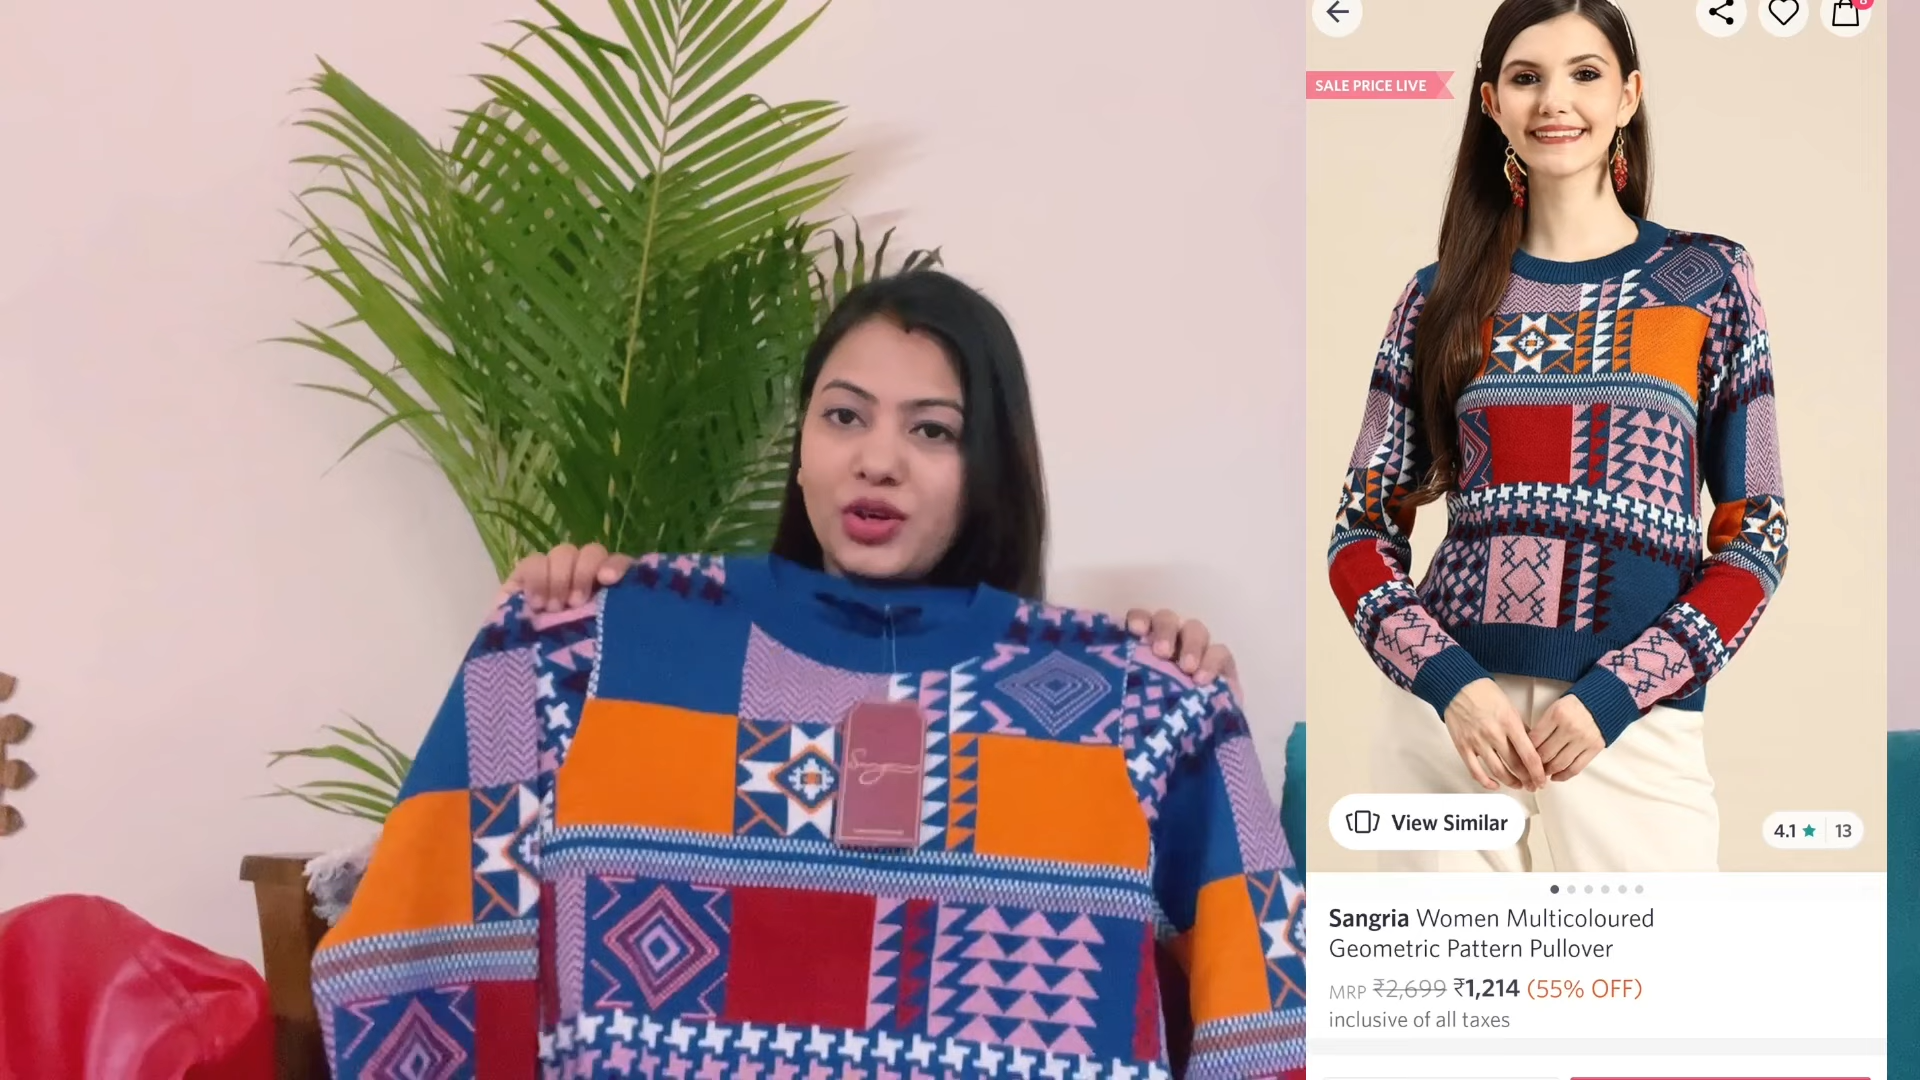 SALE PRICE LIVE
View Similar
4.1 ★ 13
Sangria Women Multicoloured
Geometric Pattern Pullover
MRP ₹2,699 ₹1,214 (55% OFF)
inclusive of all taxes